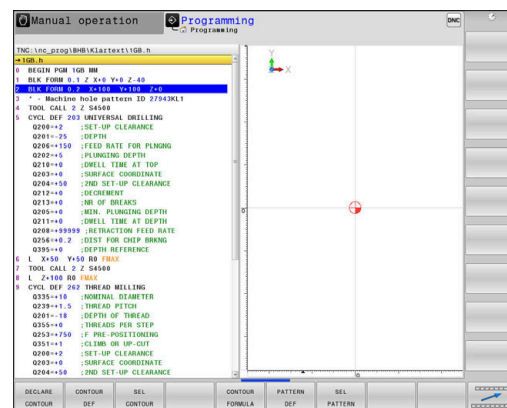 Manual operation
Programming
Programming
DNC
TNC:\nc_prog\BHB\Klartext\1GB.h
→1GB.h
0 BEGIN PGM 1GB MM
1 BLK FORM 0.1 Z X+0 Y+0 Z-40
2 BLK FORM 0.2 X+100 Y+100 Z+0
3 * - Machine hole pattern ID 27943KL1
4 TOOL CALL 2 Z S4500
5 CYCL DEF 203 UNIVERSAL DRILLING
Q200=+2 ;SET-UP CLEARANCE
Q201=-25 ;DEPTH
Q206=+150 ;FEED RATE FOR PLNGNG
Q202=+5 ;PLUNGING DEPTH
Q210=+0 ;DWELL TIME AT TOP
Q203=+0 ;SURFACE COORDINATE
Q204=+50 ;2ND SET-UP CLEARANCE
Q212=+0 ;DECREMENT
Q213=+0 ;NR OF BREAKS
Q205=+0 ;MIN. PLUNGING DEPTH
Q211=+0 ;DWELL TIME AT DEPTH
Q208=+99999 ;RETRACTION FEED RATE
Q256=+0.2 ;DIST FOR CHIP BRKNG
Q395=+0 ;DEPTH REFERENCE
6 L X+50 Y+50 R0 FMAX
7 TOOL CALL 2 Z S4500
8 L Z+100 R0 FMAX
9 CYCL DEF 262 THREAD MILLING
Q335=+10 ;NOMINAL DIAMETER
Q239=+1.5 ;THREAD PITCH
Q201=-18 ;DEPTH OF THREAD
Q355=+0 ;THREADS PER STEP
Q253=+750 ;F PRE-POSITIONING
Q351=+1 ;CLIMB OR UP-CUT
Q200=+2 ;SET-UP CLEARANCE
Q203=+0 ;SURFACE COORDINATE
Q204=+50 ;2ND SET-UP CLEARANCE
Y
X
0
0
DECLARE CONTOUR
CONTOUR DEF
SEL CONTOUR
CONTOUR FORMULA
PATTERN DEF
SEL PATTERN